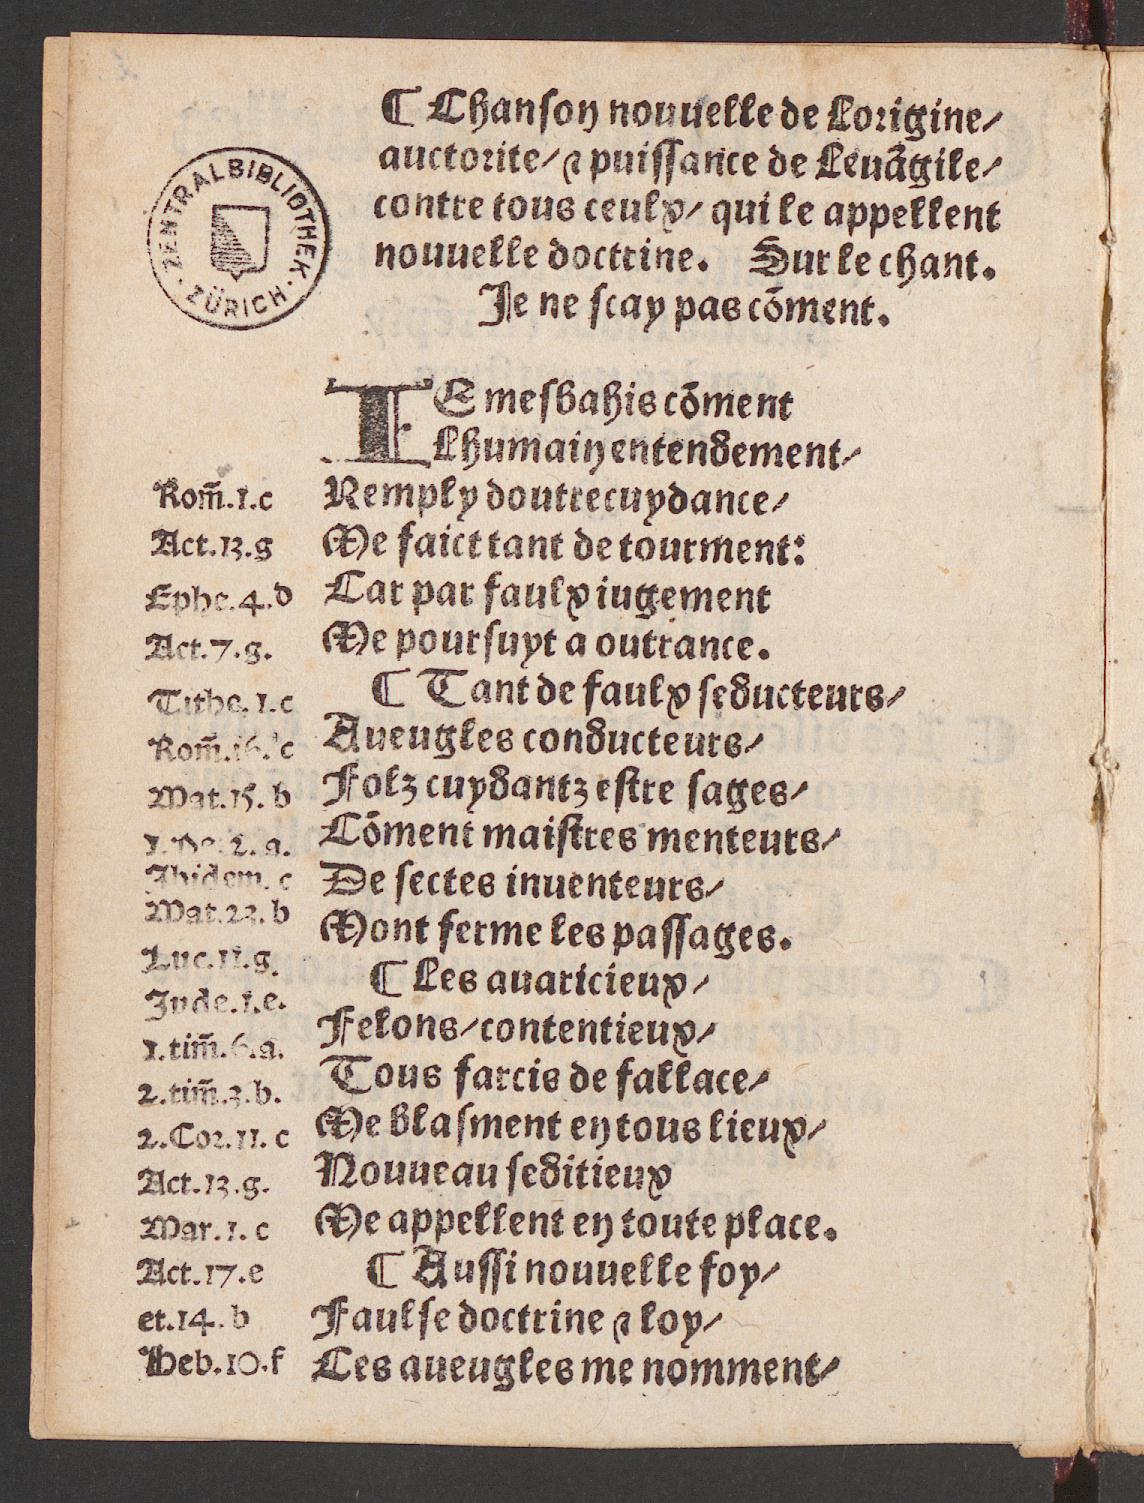 ZENTRALBIBLIOTHEK · ZÜRICH ·
¶ Chanson nouuelle de Lorigine/
auctorite/ ⁊ puissance de Leuãgile/
contre tous ceulx/ qui le appellent
nouuelle doctrine. Sur le chant.
Je ne scay pas cõment.
IE mesbahis cõment
Lhumain entendement/
Rom̃.1.c
Remply doutrecuydance/
Act.13.g
Me faict tant de tourment:
Ephe.4.d
Car par faulx iugement
Act.7.g.
Me poursuyt a outrance.
Tithe.1.c
¶ Tant de faulx seducteurs/
Rom̃.16.c
Aueugles conducteurs/
Mat.15.b
Folz cuydantz estre sages/
1.Pe.2.a.
Cõment maistres menteurs/
Ibidem. c
De sectes inuenteurs/
Mat.23.b
Mont ferme les passages.
Luc.11.g.
¶ Les auaricieux/
Jude.1.e.
Felons/contentieux/
1.tim̃.6.a.
Tous farcis de fallace/
2.tim̃.3.b.
Me blasment en tous lieux/
2.Cor.11.c
Nouueau seditieux
Act.13.g.
Me appellent en toute place.
Mar.1.c
¶ Aussi nouuelle foy/
Act.17.e
Faulse doctrine ⁊ loy/
et.14.b
Ces aueugles me nomment/
Heb.10.f